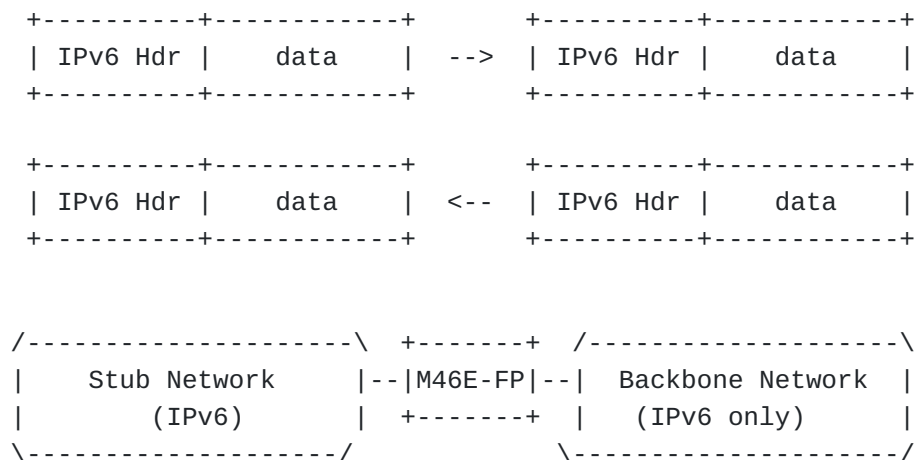 +----------+------------+       +----------+------------+
| IPv6 Hdr |    data    |  -->  | IPv6 Hdr |    data    |
+----------+------------+       +----------+------------+
+----------+------------+       +----------+------------+
| IPv6 Hdr |    data    |  <--  | IPv6 Hdr |    data    |
+----------+------------+       +----------+------------+
/---------------------\  +-------+  /--------------------\
|    Stub Network     |--|M46E-FP|--|  Backbone Network  |
|        (IPv6)       |  +-------+  |   (IPv6 only)      |
\--------------------/             \---------------------/